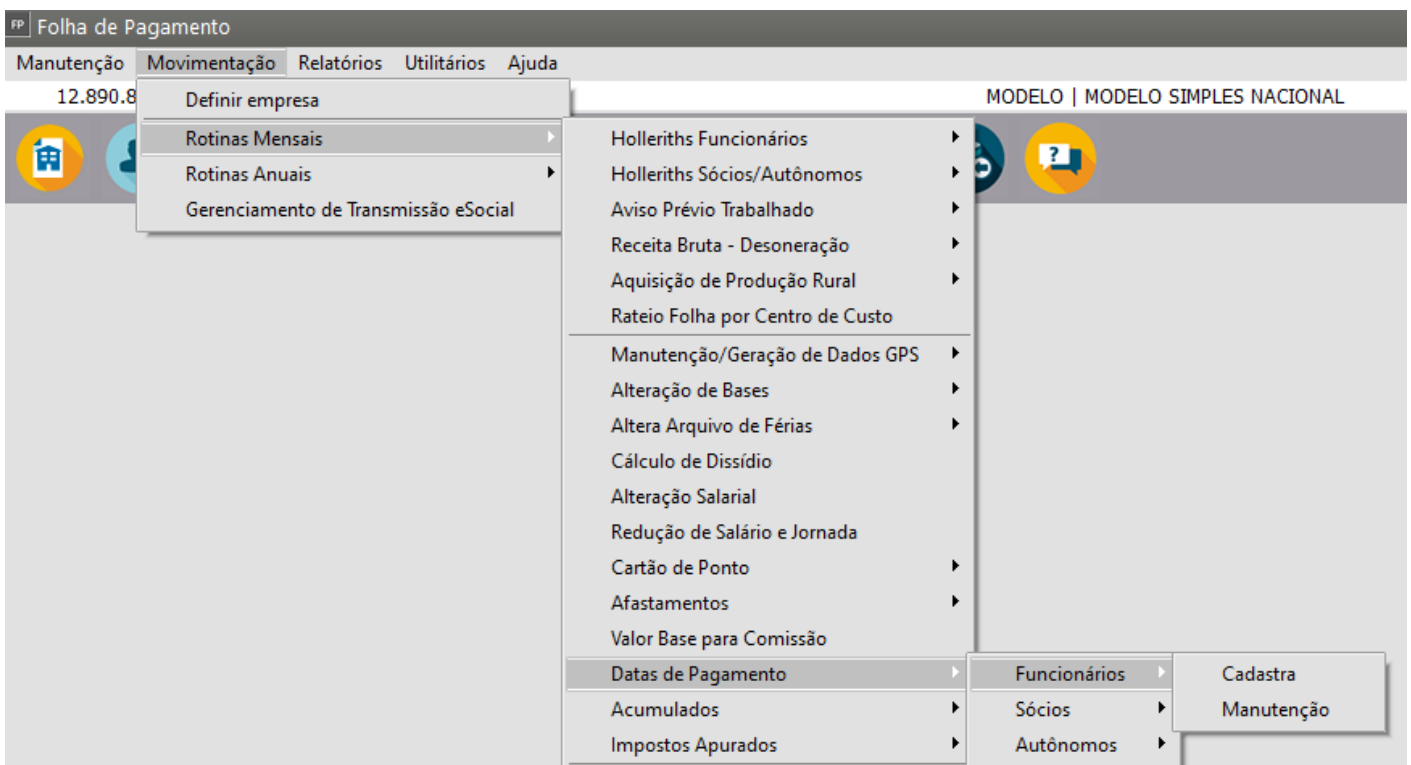 FP Folha de Pagamento
Manutenção Movimentação Relatórios Utilitários Ajuda
12.890.8 MODELO | MODELO SIMPLES NACIONAL
Definir empresa
Rotinas Mensais
Rotinas Anuais
Gerenciamento de Transmissão eSocial
Holleriths Funcionários
Holleriths Sócios/Autônomos
Aviso Prévio Trabalhado
Receita Bruta - Desoneração
Aquisição de Produção Rural
Rateio Folha por Centro de Custo
Manutenção/Geração de Dados GPS
Alteração de Bases
Altera Arquivo de Férias
Cálculo de Dissídio
Alteração Salarial
Redução de Salário e Jornada
Cartão de Ponto
Afastamentos
Valor Base para Comissão
Datas de Pagamento
Acumulados
Impostos Apurados
Funcionários
Sócios
Autônomos
Cadastra
Manutenção